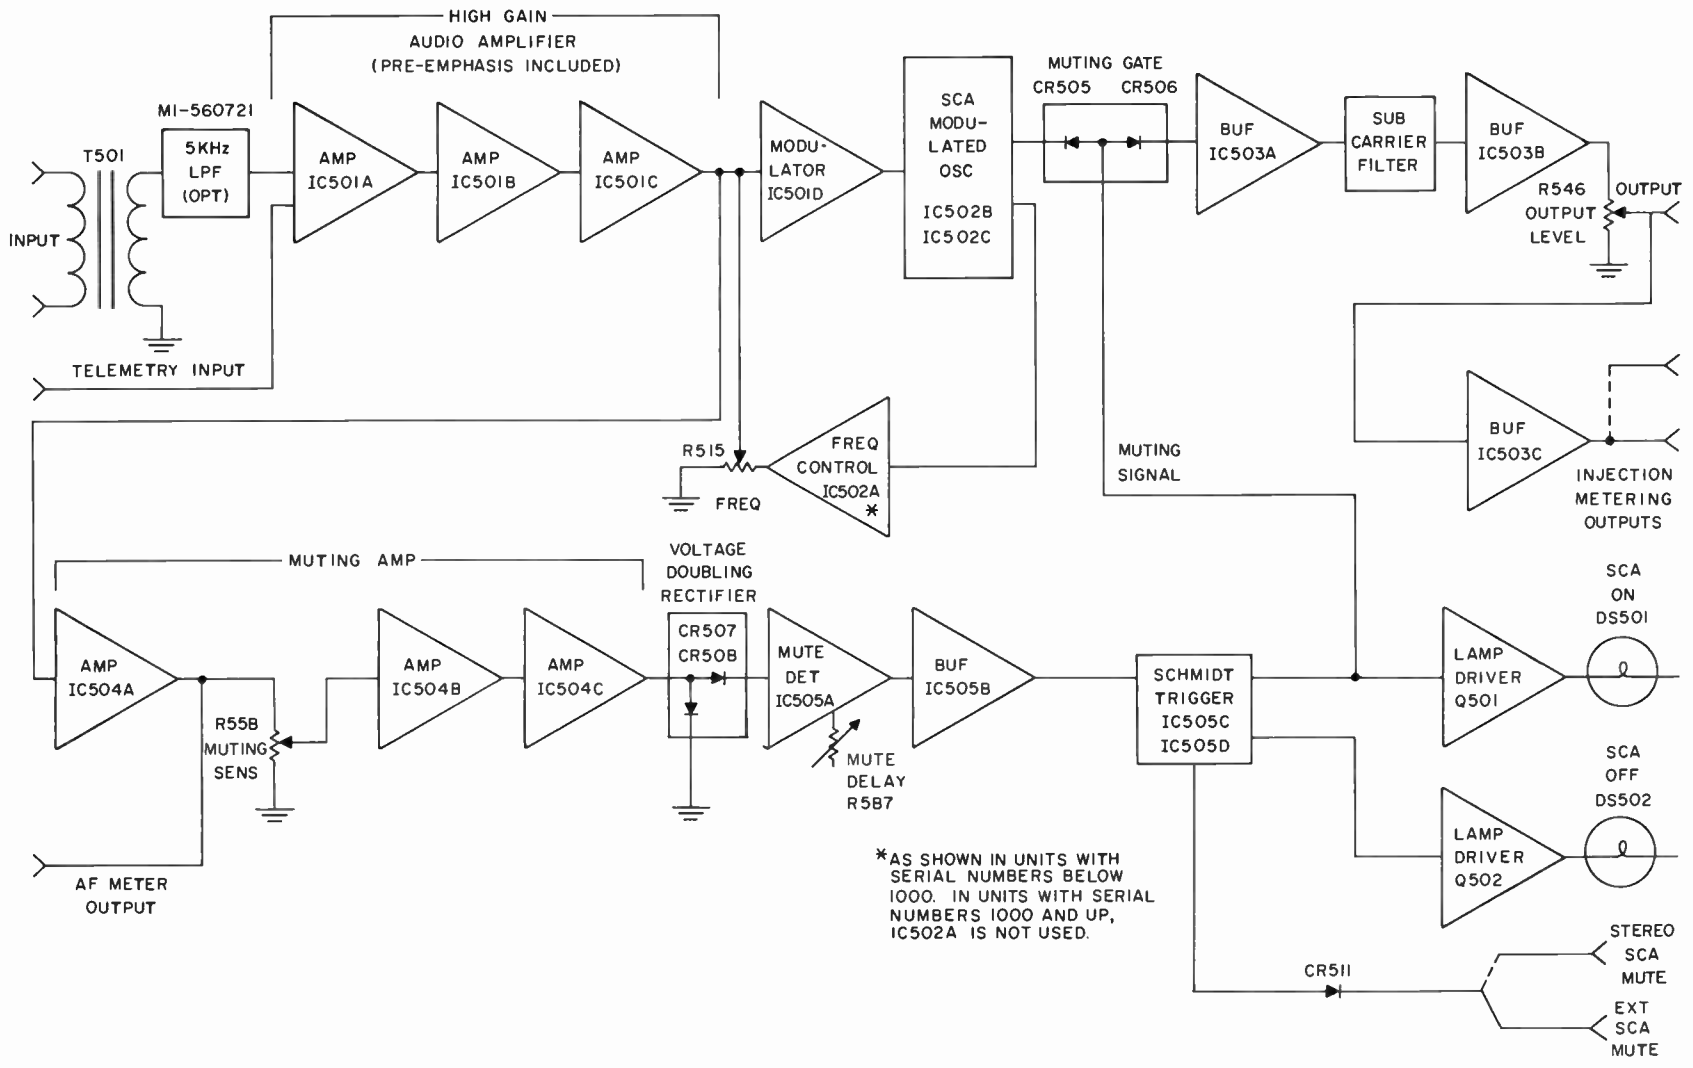 HIGH GAIN
AUDIO AMPLIFIER
(PRE-EMPHASIS INCLUDED)
MI-560721
5KHz
LPF
(OPT)
T501
INPUT
TELEMETRY INPUT
AMP
IC501A
AMP
IC501B
AMP
IC501C
MODU-
LATOR
IC501D
SCA
MODU-
LATED
OSC
IC502B
IC502C
MUTING GATE
CR505 CR506
BUF
IC503A
SUB
CARRIER
FILTER
BUF
IC503B
R546
OUTPUT
LEVEL
OUTPUT
R515
FREQ
FREQ
CONTROL
IC502A
*
MUTING
SIGNAL
BUF
IC503C
INJECTION
METERING
OUTPUTS
MUTING AMP
AMP
IC504A
R558
MUTING
SENS
AF METER
OUTPUT
AMP
IC504B
AMP
IC504C
VOLTAGE
DOUBLING
RECTIFIER
CR507
CR508
MUTE
DET
IC505A
MUTE
DELAY
R587
BUF
IC505B
SCHMIDT
TRIGGER
IC505C
IC505D
LAMP
DRIVER
Q501
SCA
ON
DS501
LAMP
DRIVER
Q502
SCA
OFF
DS502
*AS SHOWN IN UNITS WITH
SERIAL NUMBERS BELOW
1000. IN UNITS WITH SERIAL
NUMBERS 1000 AND UP,
IC502A IS NOT USED.
CR511
STEREO
SCA
MUTE
EXT
SCA
MUTE